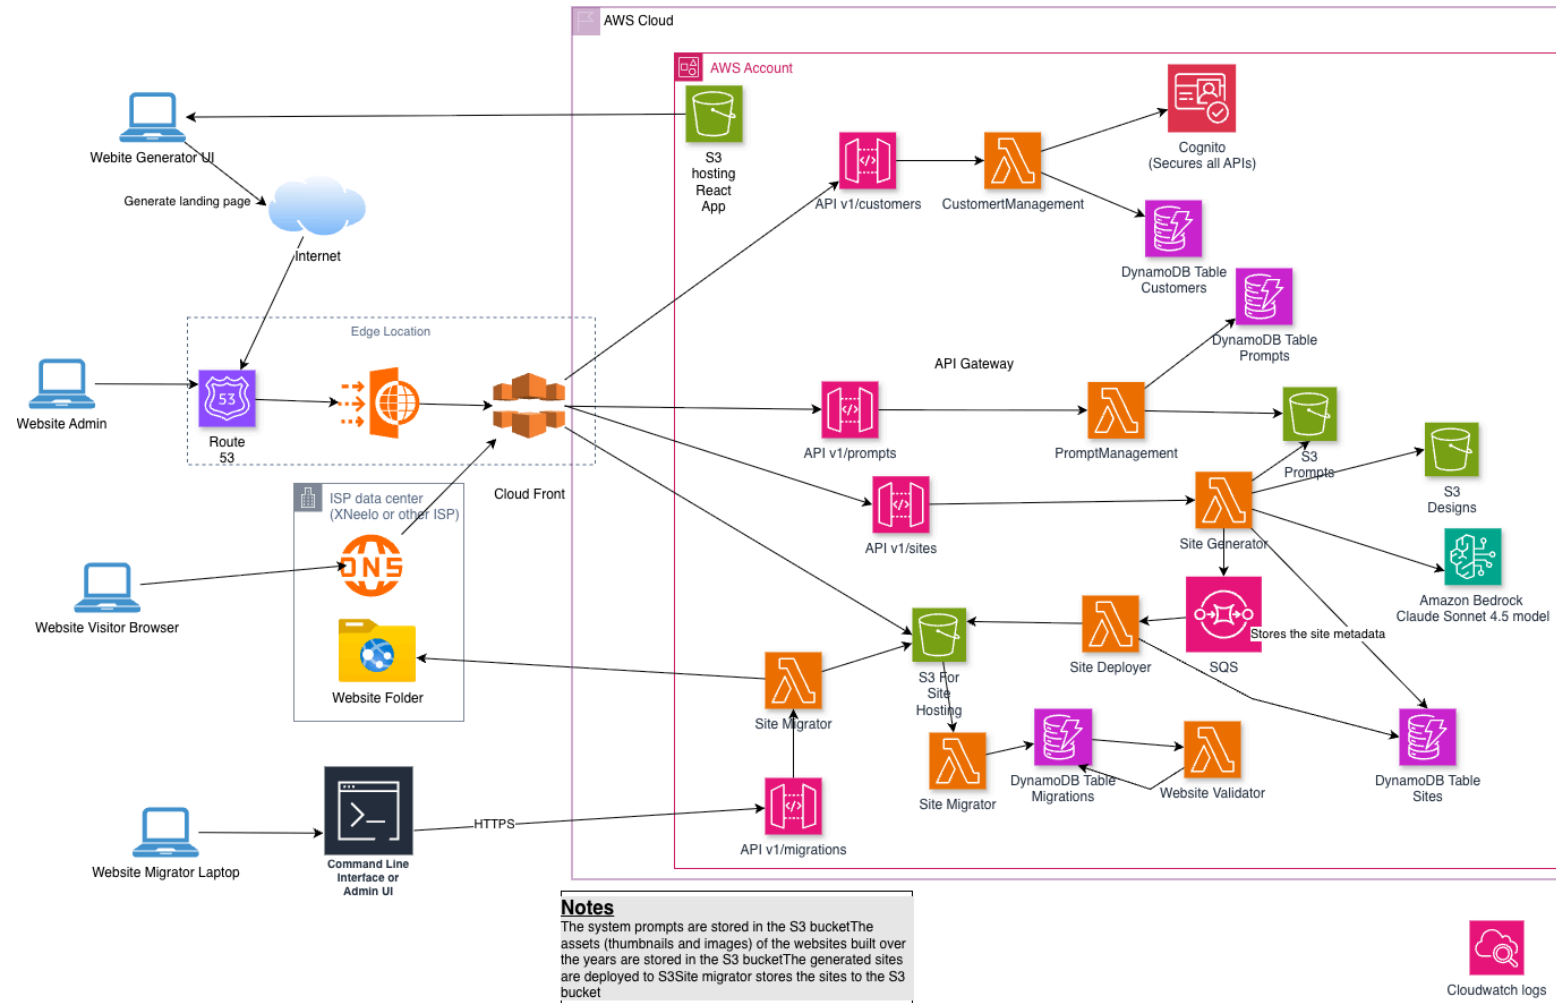 AWS Cloud
AWS Account
Webite Generator UI
Generate landing page
Internet
S3
hosting
React
App
API v1/customers
CustomertManagement
Cognito
(Secures all APIs)
DynamoDB Table
Customers
Edge Location
Website Admin
53
Route
53
Cloud Front
API Gateway
DynamoDB Table
Prompts
API v1/prompts
PromptManagement
S3
Prompts
S3
Designs
ISP data center
(XNeelo or other ISP)
DNS
API v1/sites
Site Generator
Amazon Bedrock
Claude Sonnet 4.5 model
Website Visitor Browser
Website Folder
Stores the site metadata
SQS
Site Deployer
S3 For
Site
Hosting
Site Migrator
Site Migrator
DynamoDB Table
Migrations
Website Validator
DynamoDB Table
Sites
HTTPS
API v1/migrations
Website Migrator Laptop
Command Line
Interface or
Admin UI
Notes
The system prompts are stored in the S3 bucketThe
assets (thumbnails and images) of the websites built over
the years are stored in the S3 bucketThe generated sites
are deployed to S3Site migrator stores the sites to the S3
bucket
Cloudwatch logs